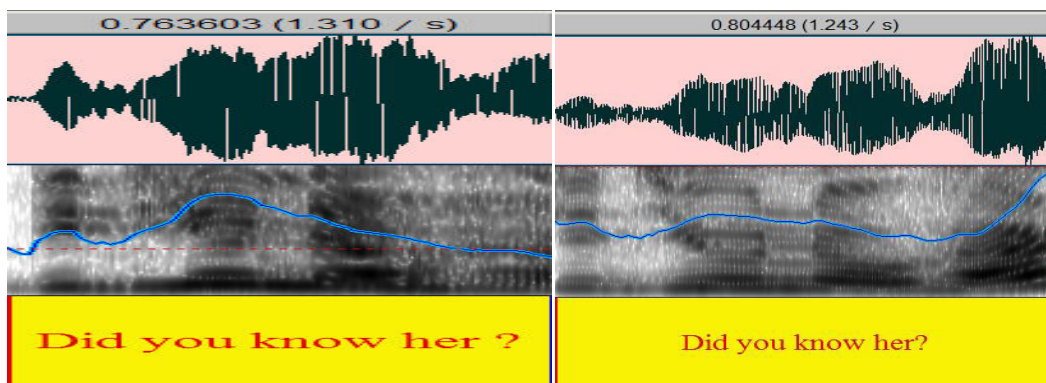 0.763603 (1.310 / s)
0.804448 (1.243 / s)
Did you know her ?
Did you know her?